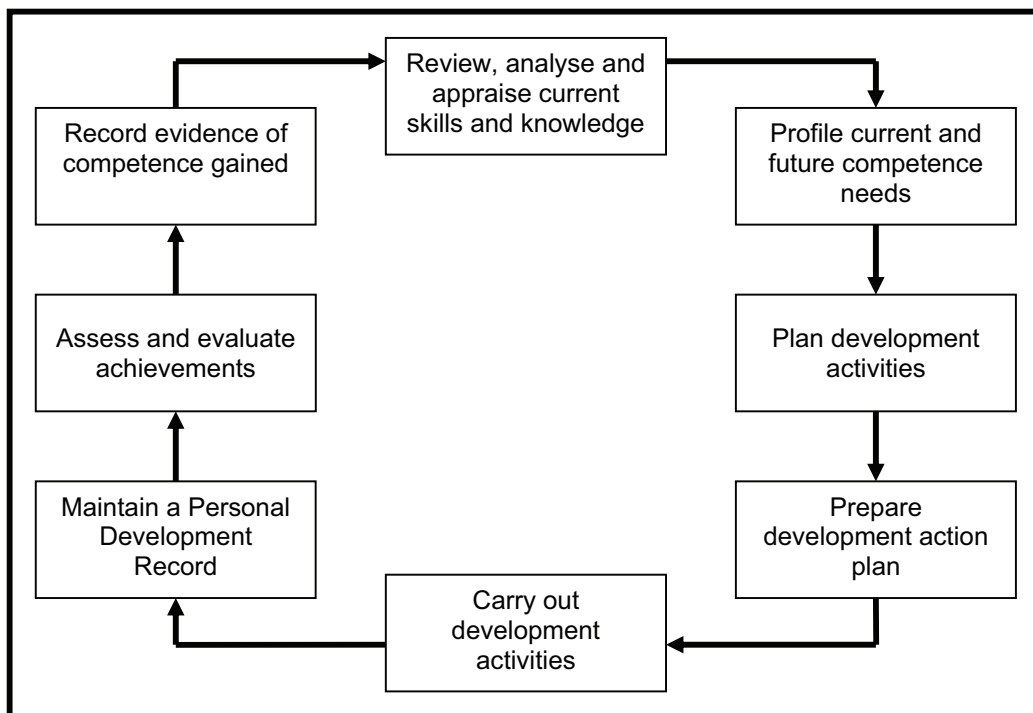 Review, analyse and
appraise current
skills and knowledge
Profile current and
future competence
needs
Plan development
activities
Prepare
development action
plan
Carry out
development
activities
Maintain a Personal
Development
Record
Assess and evaluate
achievements
Record evidence of
competence gained